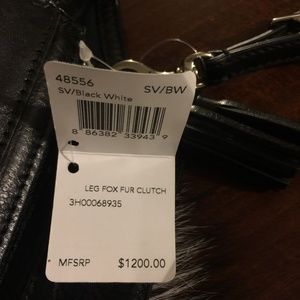 48556 SV/BW
SV/Black White
8 86382 33943 9
LEG FOX FUR CLUTCH
3H00068935
MFSRP $1200.00